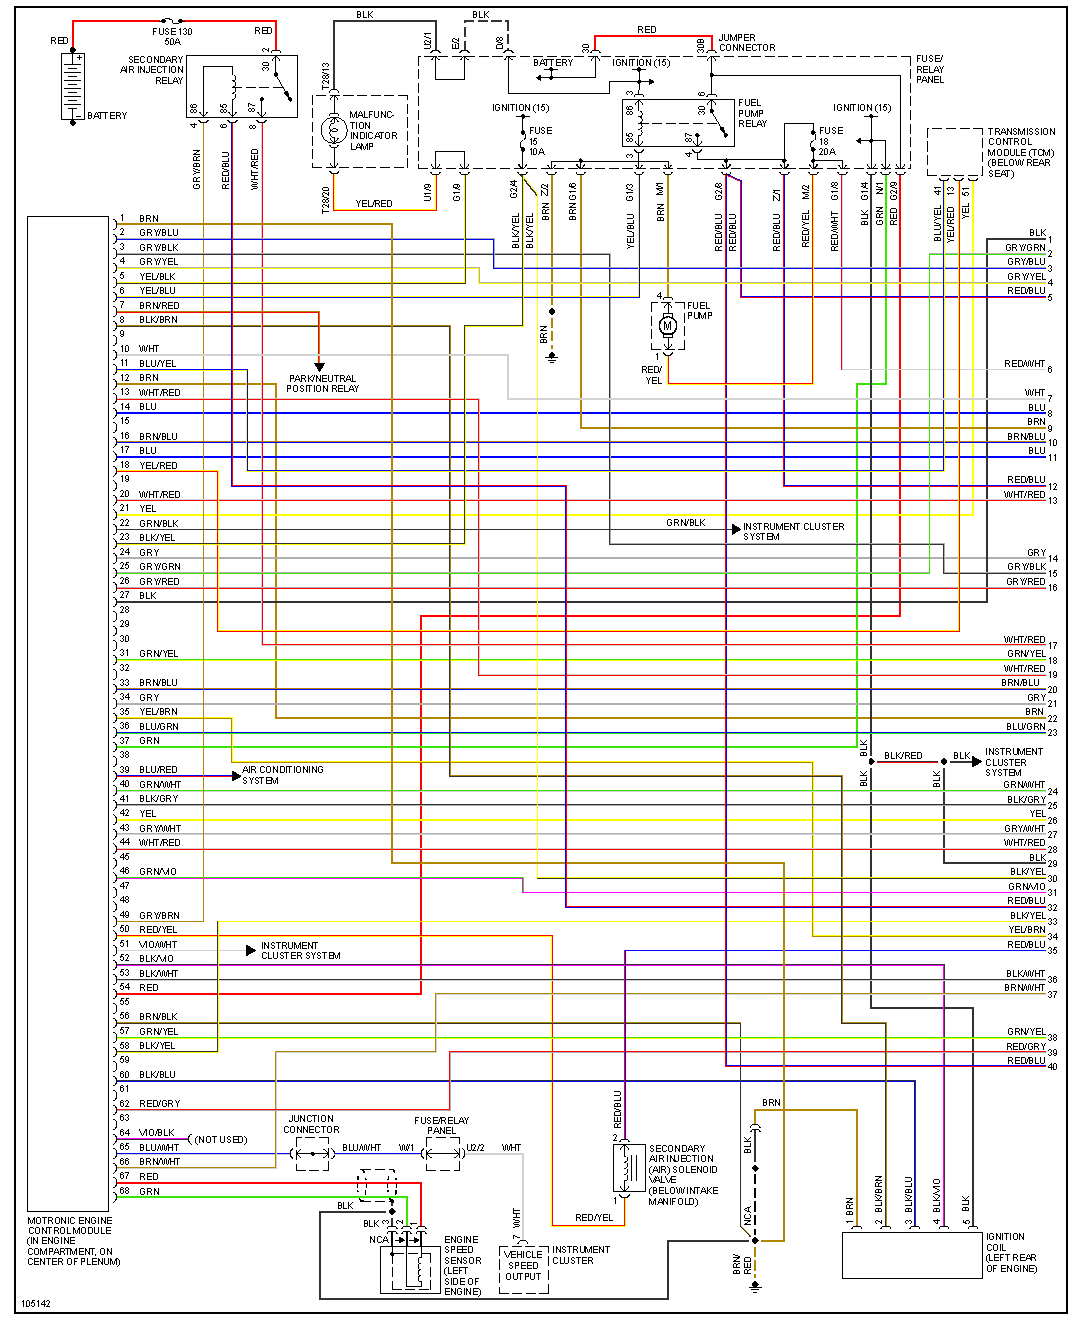 BLK
BLK
RED
FUSE 130
50A
RED
RED
SECONDARY
AIR INJECTION
RELAY
BATTERY
2
30
86
85
87
4
6
8
GRY/BRN
RED/BLU
WHT/RED
T28/13
MALFUNC-
TION
INDICATOR
LAMP
T28/20
YEL/RED
U2/1
E/2
D/8
30
30B
JUMPER
CONNECTOR
FUSE/
RELAY
PANEL
BATTERY
IGNITION (15)
IGNITION (15)
FUSE
15
10A
3
86
85
3
6
30
87
4
FUEL
PUMP
RELAY
FUSE
18
20A
IGNITION (15)
TRANSMISSION
CONTROL
MODULE (TCM)
(BELOW REAR
SEAT)
U1/9
G1/9
G2/4
Z/2
G1/6
G1/3
M/1
G2/8
Z/1
M/2
G1/8
G1/4
N/1
G2/9
41
13
51
BLK/YEL
BLK/YEL
BRN
BRN
YEL/BLU
BRN
RED/BLU
RED/BLU
RED/BLU
RED/YEL
RED/WHT
BLK
GRN
RED
BLU/YEL
YEL/RED
YEL
4
FUEL
PUMP
M
1
RED/
YEL
BRN
PARK/NEUTRAL
POSITION RELAY
1 BRN
2 GRY/BLU
3 GRY/BLK
4 GRY/YEL
5 YEL/BLK
6 YEL/BLU
7 BRN/RED
8 BLK/BRN
9
10 WHT
11 BLU/YEL
12 BRN
13 WHT/RED
14 BLU
15
16 BRN/BLU
17 BLU
18 YEL/RED
19
20 WHT/RED
21 YEL
22 GRN/BLK
23 BLK/YEL
24 GRY
25 GRY/GRN
26 GRY/RED
27 BLK
28
29
30
31 GRN/YEL
32
33 BRN/BLU
34 GRY
35 YEL/BRN
36 BLU/GRN
37 GRN
38
39 BLU/RED
40 GRN/WHT
41 BLK/GRY
42 YEL
43 GRY/WHT
44 WHT/RED
45
46 GRN/VIO
47
48
49 GRY/BRN
50 RED/YEL
51 VIO/WHT
52 BLK/VIO
53 BLK/WHT
54 RED
55
56 BRN/BLK
57 GRN/YEL
58 BLK/YEL
59
60 BLK/BLU
61
62 RED/GRY
63
64 VIO/BLK
65 BLU/WHT
66 BRN/WHT
67 RED
68 GRN
BLK 1
GRY/GRN 2
GRY/BLU 3
GRY/YEL 4
RED/BLU 5
RED/WHT 6
WHT 7
BLU 8
BRN 9
BRN/BLU 10
BLU 11
RED/BLU 12
WHT/RED 13
GRY 14
GRY/BLK 15
GRY/RED 16
WHT/RED 17
GRN/YEL 18
WHT/RED 19
BRN/BLU 20
GRY 21
BRN 22
BLU/GRN 23
GRN/WHT 24
BLK/GRY 25
YEL 26
GRY/WHT 27
WHT/RED 28
BLK 29
BLK/YEL 30
GRN/VIO 31
RED/BLU 32
BLK/YEL 33
YEL/BRN 34
RED/BLU 35
BLK/WHT 36
BRN/WHT 37
GRN/YEL 38
RED/GRY 39
RED/BLU 40
GRN/BLK
INSTRUMENT CLUSTER
SYSTEM
AIR CONDITIONING
SYSTEM
INSTRUMENT
CLUSTER SYSTEM
BLK
BLK
BLK/RED
BLK
BLK
INSTRUMENT
CLUSTER
SYSTEM
(NOT USED)
JUNCTION
CONNECTOR
BLU/WHT
W/1
FUSE/RELAY
PANEL
U2/2
WHT
WHT
BLK
BLK
3
2
1
NCA
ENGINE
SPEED
SENSOR
(LEFT
SIDE OF
ENGINE)
7
VEHICLE
SPEED
OUTPUT
INSTRUMENT
CLUSTER
RED/BLU
2
SECONDARY
AIR INJECTION
(AIR) SOLENOID
VALVE
(BELOW INTAKE
MANIFOLD)
1
RED/YEL
BRN
BLK
NCA
BRN/
RED
1 BRN
2 BLK/BRN
3 BLK/BLU
4 BLK/VIO
5 BLK
IGNITION
COIL
(LEFT REAR
OF ENGINE)
MOTRONIC ENGINE
CONTROL MODULE
(IN ENGINE
COMPARTMENT, ON
CENTER OF PLENUM)
105142